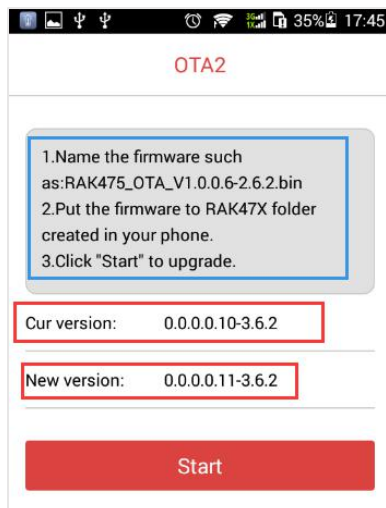 3G 1X 35% 17:45
OTA2
1.Name the firmware such
as:RAK475_OTA_V1.0.0.6-2.6.2.bin
2.Put the firmware to RAK47X folder
created in your phone.
3.Click "Start" to upgrade.
Cur version: 0.0.0.0.10-3.6.2
New version: 0.0.0.0.11-3.6.2
Start